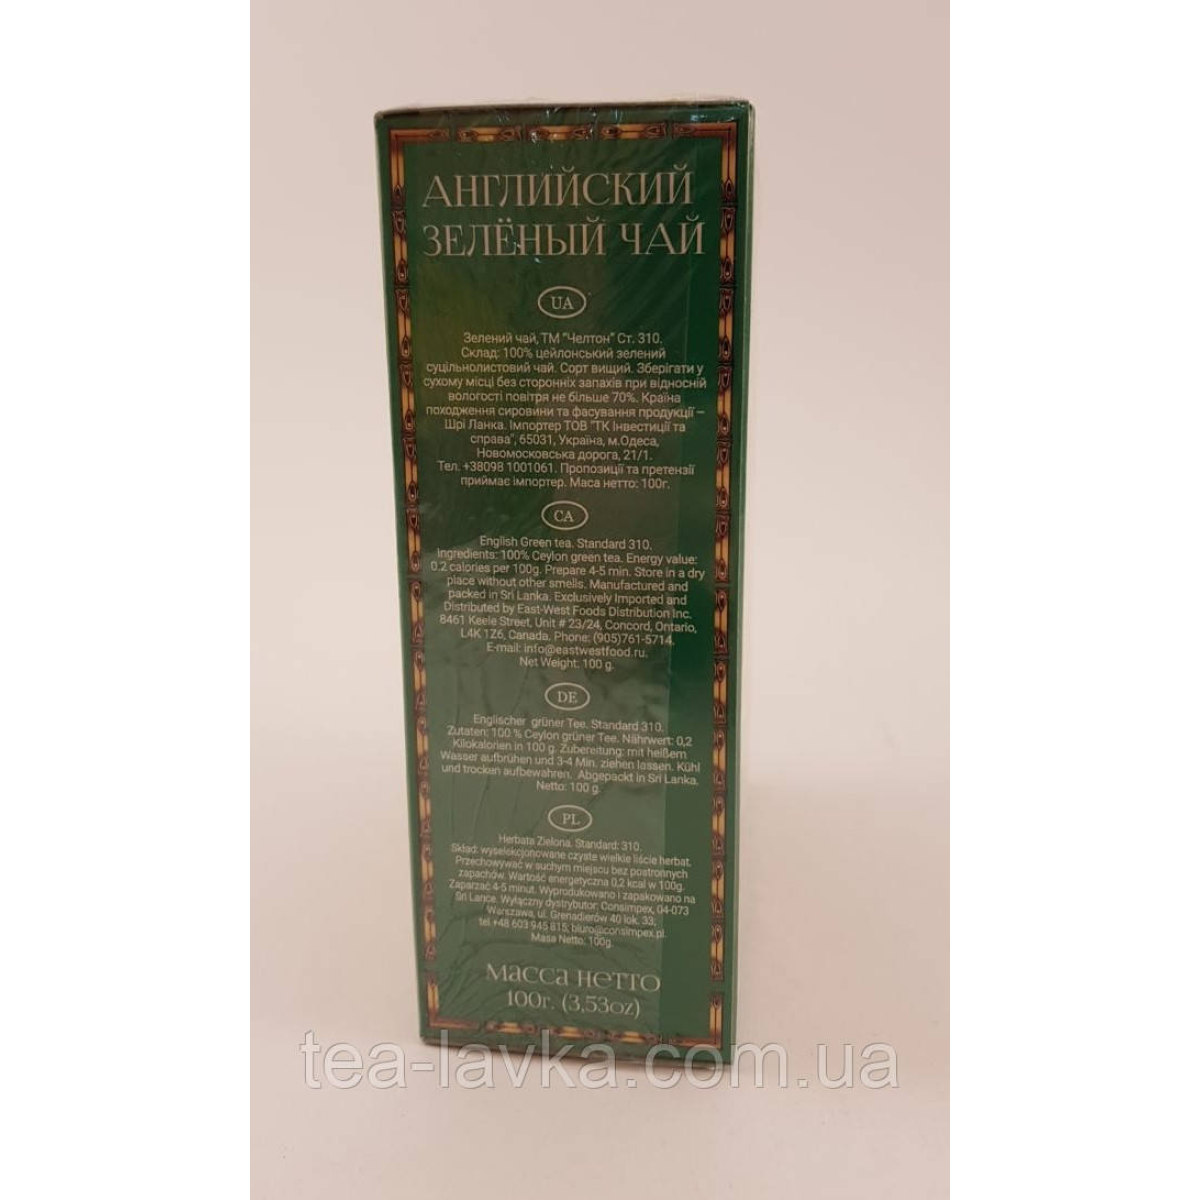 АНГЛИЙСКИЙ
ЗЕЛЁНЫЙ ЧАЙ
UA
Зелений чай, ТМ "Челтон" Ст. 310.
Склад: 100% цейлонський зелений
суцільнолистовий чай. Сорт вищий. Зберігати у
сухому місці без сторонніх запахів при відносній
вологості повітря не більше 70%. Країна
походження сировини та фасування продукції –
Шрі Ланка. Імпортер ТОВ "ТК Інвестиції та
справа", 65031, Україна, м.Одеса,
Новомосковська дорога, 21/1.
Тел. +38098 1001061. Пропозиції та претензії
приймає імпортер. Маса нетто: 100г.
CA
English Green tea. Standard 310.
Ingredients: 100% Ceylon green tea. Energy value:
0.2 calories per 100g. Prepare 4-5 min. Store in a dry
place without other smells. Manufactured and
packed in Sri Lanka. Exclusively Imported and
Distributed by East-West Foods Distribution Inc.
8461 Keele Street, Unit # 23/24, Concord, Ontario,
L4K 1Z6, Canada. Phone: (905)761-5714,
E-mail: info@eastwestfood.ru.
Net Weight: 100 g.
DE
Englischer grüner Tee. Standard 310.
Zutaten: 100 % Ceylon grüner Tee. Nährwert: 0,2
Kilokalorien in 100 g. Zubereitung: mit heißem
Wasser aufbrühen und 3-4 Min. ziehen lassen. Kühl
und trocken aufbewahren. Abgepackt in Sri Lanka.
Netto: 100 g.
PL
Herbata Zielona. Standard: 310.
Skład: wyselskcjonowane czyste wielkie liście herbat.
Przechowywać w suchym miejscu bez postronnych
zapachów. Wartość energetyczna 0,2 kcal w 100g.
Zaparzać 4-5 minut. Wyprodukowano i zapakowano na
Sri Lance. Wyłączny dystrybutor: Consimpex, 04-073
Warszawa, ul. Grenadierów 40 lok. 33,
tel.+48 603 945 815; biuro@consimpex.pl.
Masa Netto: 100g.
Масса нетто
100г. (3,53oz)
tea-lavka.com.ua